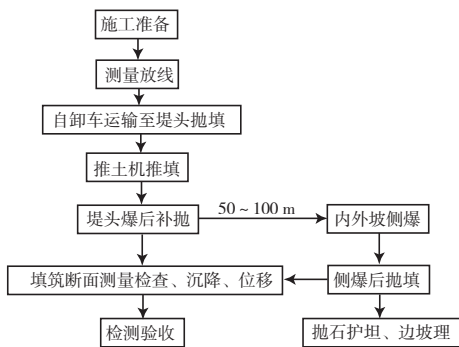 施工准备
测量放线
自卸车运输至堤头抛填
推土机推填
堤头爆后补抛
50~100 m
内外坡侧爆
填筑断面测量检查、沉降、位移
侧爆后抛填
检测验收
抛石护坦、边坡理